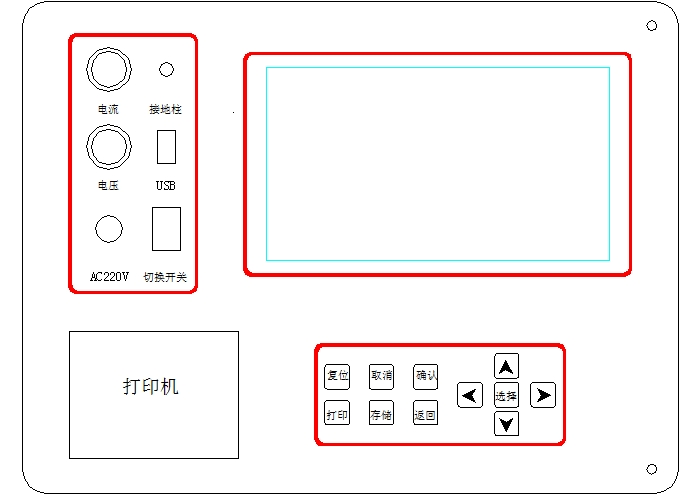 电流 接地柱
电压 USB
AC220V 切换开关
打印机
复位 取消 确认
选择
打印 存储 返回